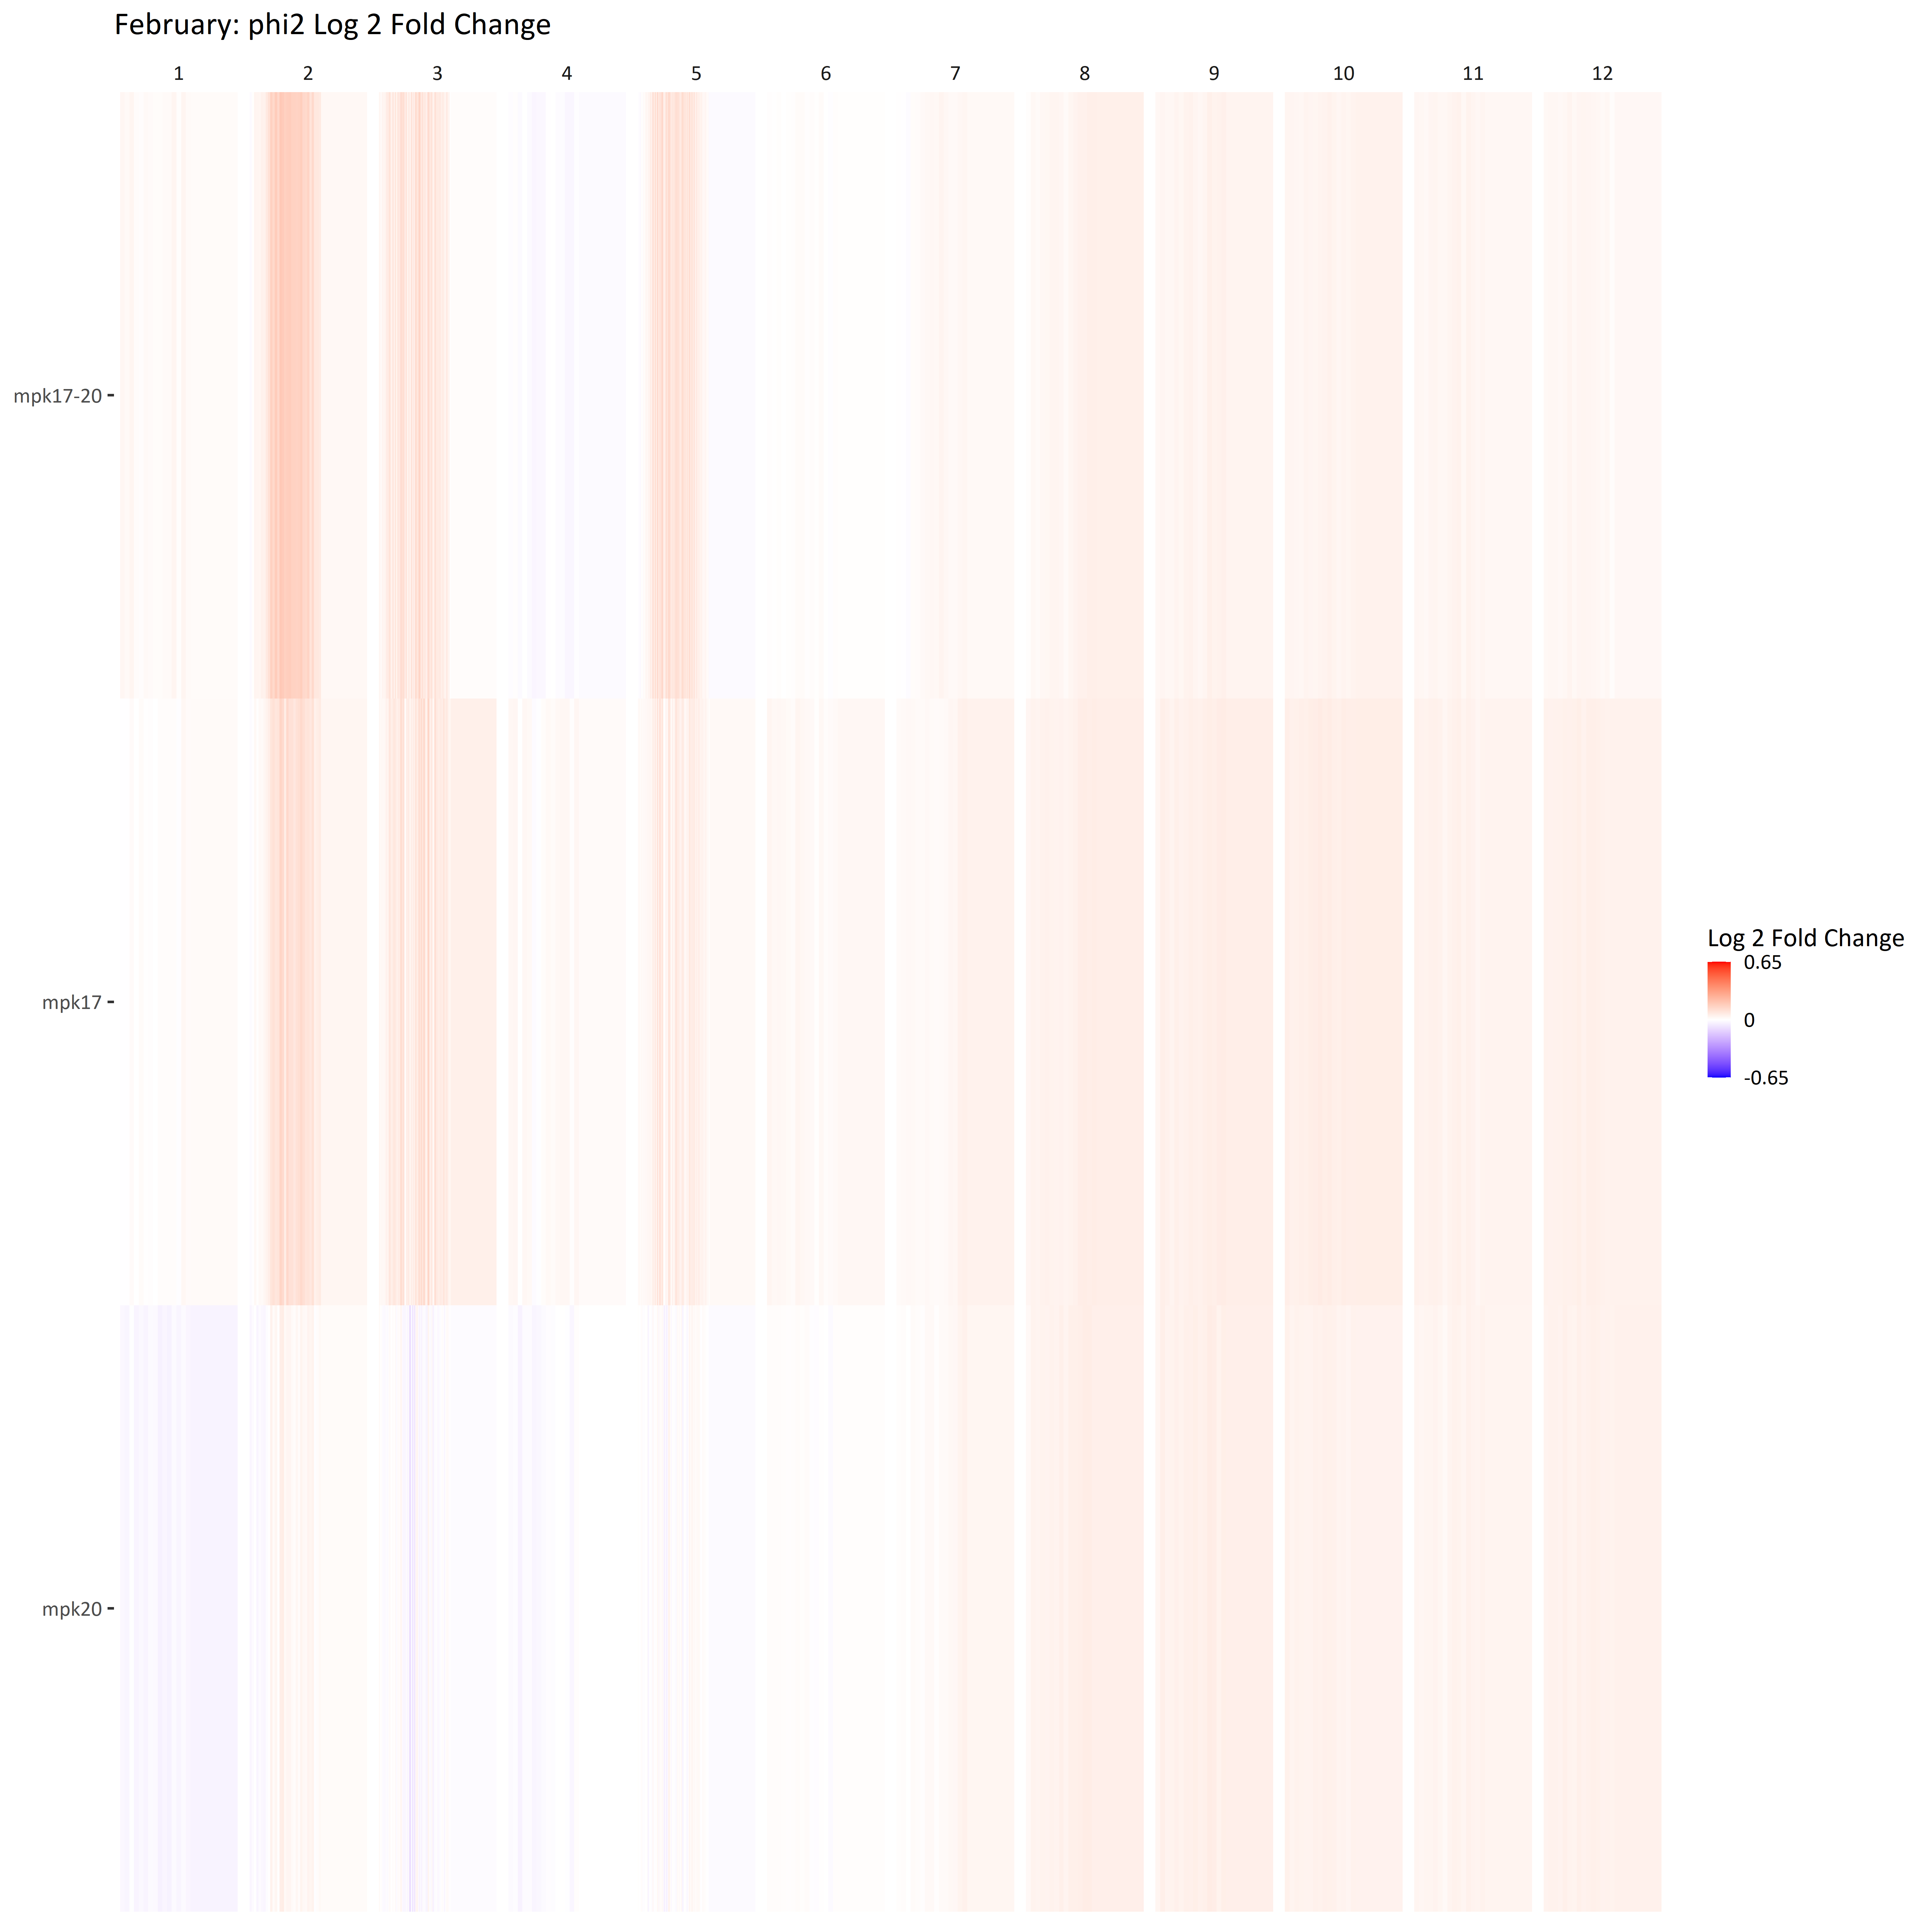 February: phi2 Log 2 Fold Change
1 2 3 4 5 6 7 8 9 10 11 12
mpk17-20
mpk17
mpk20
Log 2 Fold Change
0.65
0
-0.65